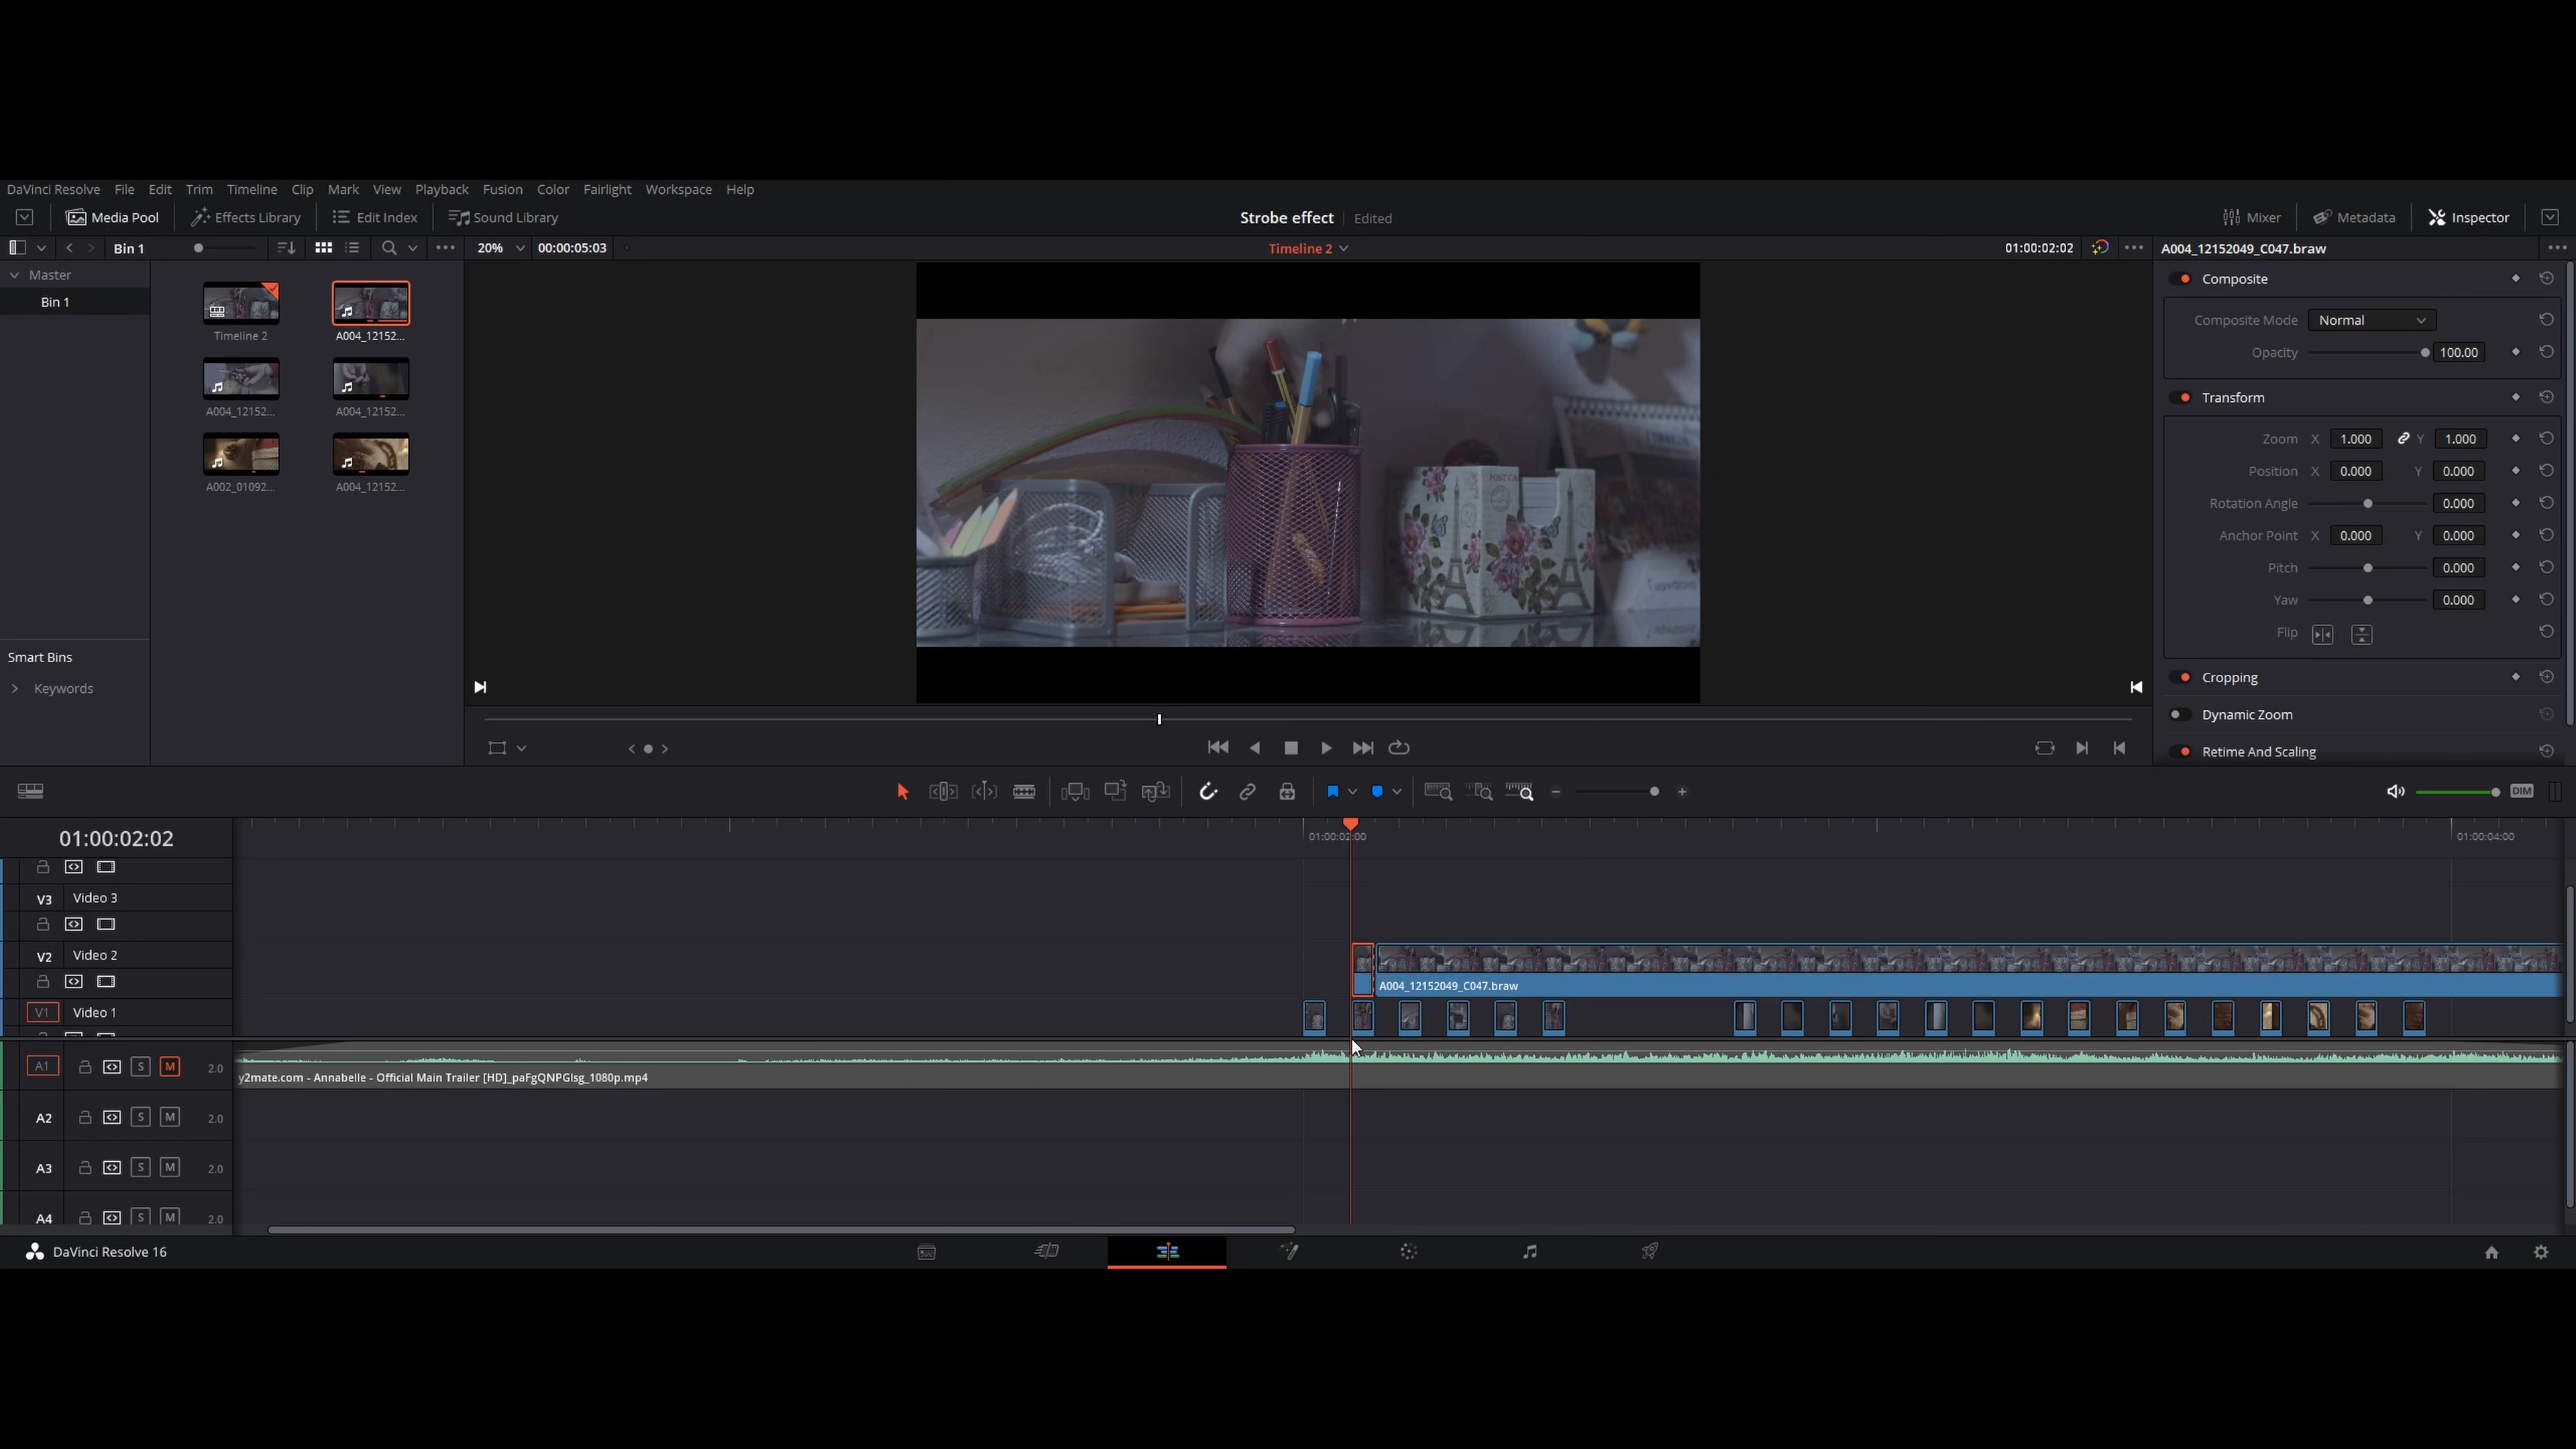 DaVinci Resolve File Edit Trim Timeline Clip Mark View Playback Fusion Color Fairlight Workspace Help
Media Pool Effects Library Edit Index Sound Library Strobe effect Edited Mixer Metadata Inspector
Bin 1 20% 00:00:05:03 Timeline 2 01:00:02:02 A004_12152049_C047.braw
Master
Bin 1
Timeline 2 A004_12152...
A004_12152... A004_12152...
A002_01092... A004_12152...
Smart Bins
Keywords
POST CA
Composite
Composite Mode Normal
Opacity 100.00
Transform
Zoom X 1.000 Y 1.000
Position X 0.000 Y 0.000
Rotation Angle 0.000
Anchor Point X 0.000 Y 0.000
Pitch 0.000
Yaw 0.000
Flip
Cropping
Dynamic Zoom
Retime And Scaling
DIM
01:00:02:02 01:00:02:00 01:00:04:00
V3 Video 3
V2 Video 2
A004_12152049_C047.braw
V1 Video 1
A1 S M 2.0
y2mate.com - Annabelle - Official Main Trailer [HD]_paFgQNPGlsg_1080p.mp4
A2 S M 2.0
A3 S M 2.0
A4 S M 2.0
DaVinci Resolve 16